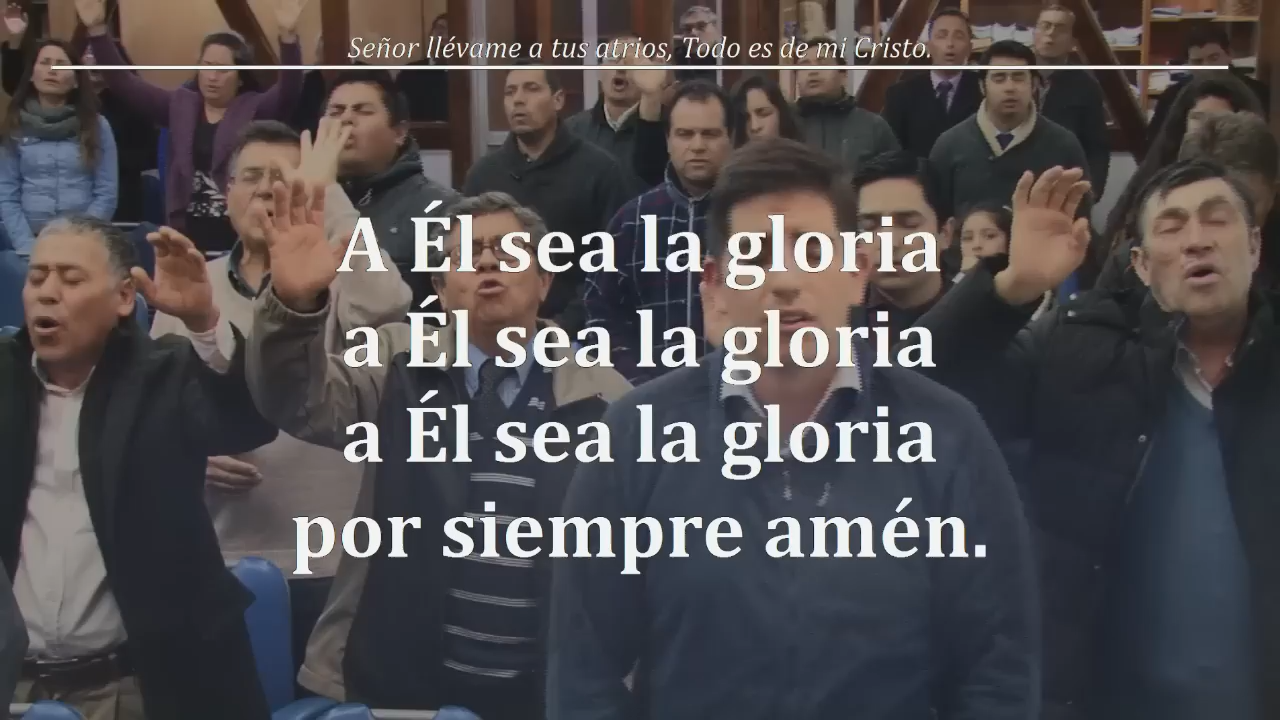 Señor llévame a tus atrios, Todo es de mi Cristo.
A Él sea la gloria
a Él sea la gloria
a Él sea la gloria
por siempre amén.